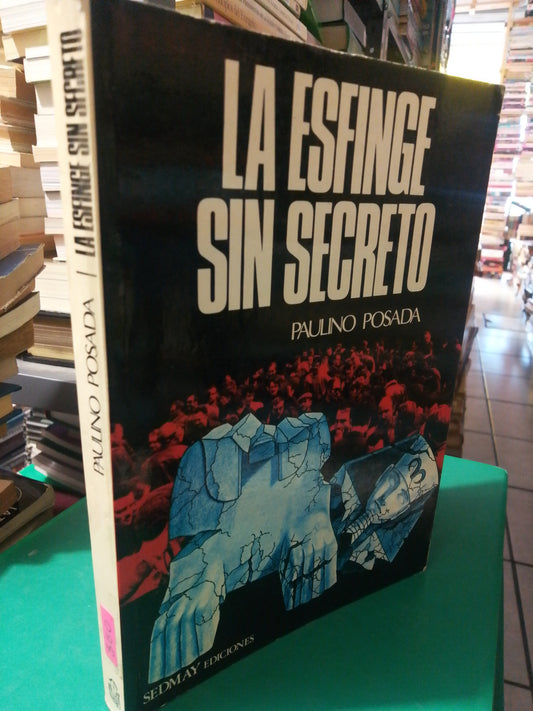 LA ESFINGE
SIN SECRETO
PAULINO POSADA
SEDMAY EDICIONES
PAULINO POSADA | LA ESFINGE SIN SECRETO